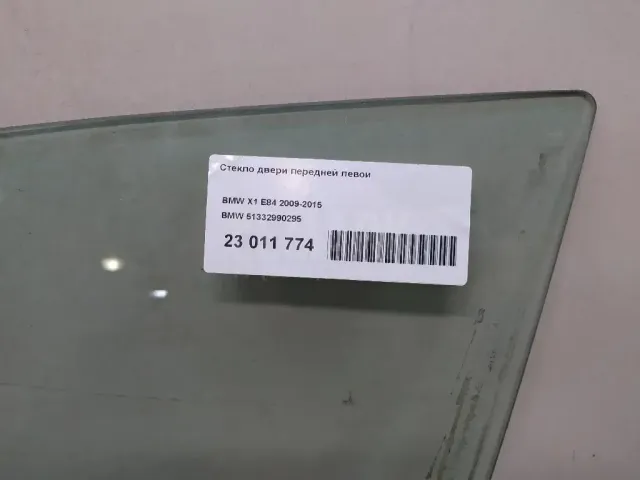 Стекло двери передней левой
BMW X1 E84 2009-2015
BMW 51332990295
23 011 774